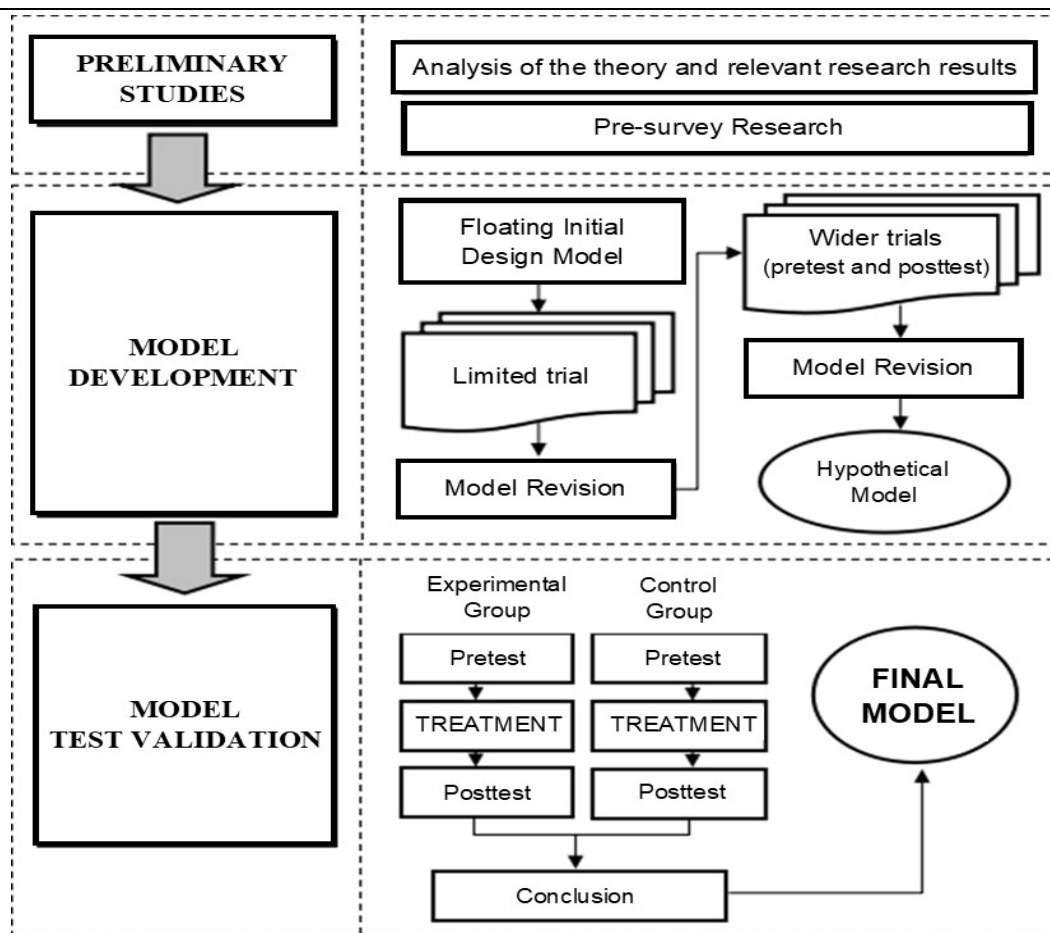 PRELIMINARY
STUDIES
Analysis of the theory and relevant research results
Pre-survey Research
MODEL
DEVELOPMENT
Floating Initial
Design Model
Limited trial
Model Revision
Wider trials
(pretest and posttest)
Model Revision
Hypothetical
Model
MODEL
TEST VALIDATION
Experimental
Group
Pretest
TREATMENT
Posttest
Control
Group
Pretest
TREATMENT
Posttest
Conclusion
FINAL
MODEL